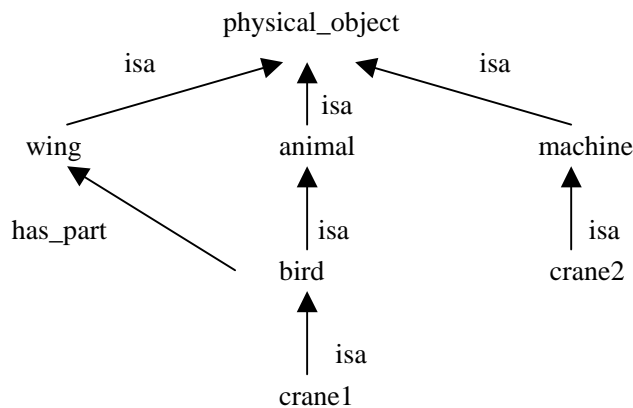 physical_object
isa isa
isa
wing animal machine
has_part isa isa
bird crane2
isa
crane1